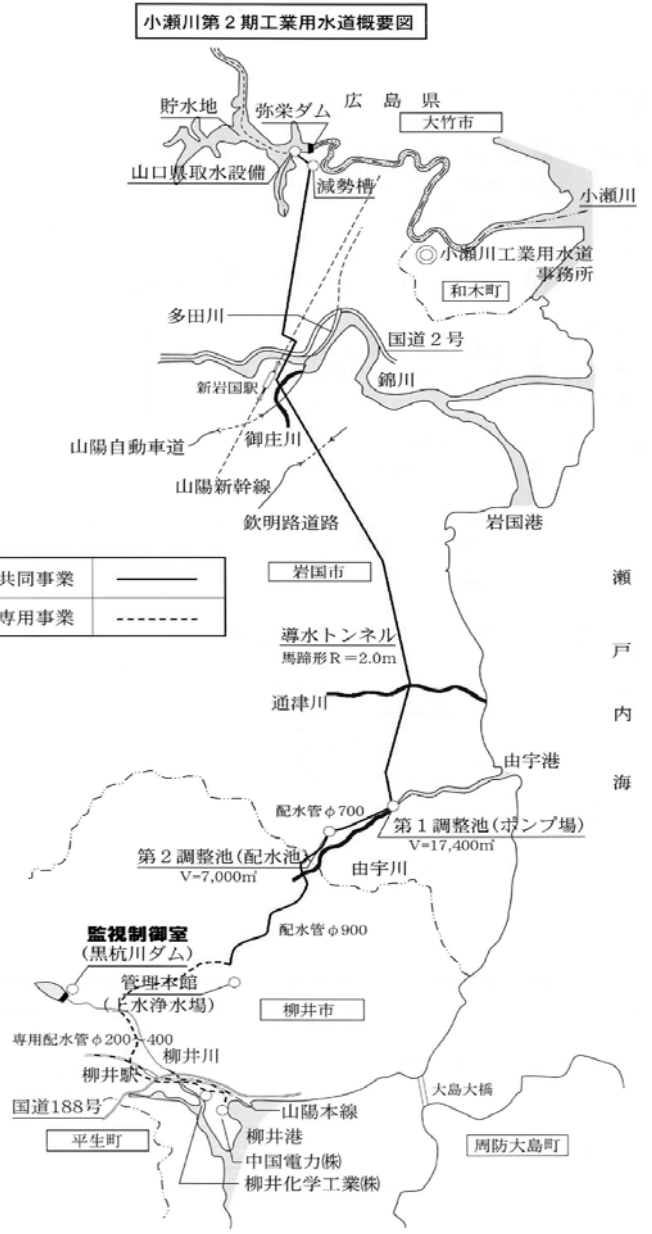 小瀬川第2期工業用水道概要図
広島県
貯水地
弥栄ダム
大竹市
山口県取水設備
減勢槽
小瀬川
小瀬川工業用水道
事務所
和木町
多田川
国道2号
新岩国駅
錦川
山陽自動車道
御庄川
山陽新幹線
欽明路道路
岩国港
共同事業
専用事業
岩国市
瀬戸内海
導水トンネル
馬蹄形R=2.0m
通津川
由宇港
配水管φ700
第1調整池(ポンプ場)
V=17,400㎥
第2調整池(配水池)
V=7,000㎥
由宇川
配水管φ900
監視制御室
(黒杭川ダム)
管理本館
(上水浄水場)
柳井市
専用配水管φ200~400
柳井川
柳井駅
大島大橋
国道188号
山陽本線
平生町
柳井港
周防大島町
中国電力㈱
柳井化学工業㈱